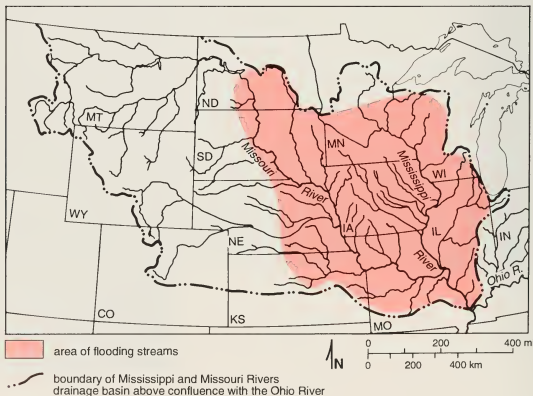 MT
ND
MN
SD
Missouri
River
Mississippi
WI
WY
IA
IL
IN
NE
River
Ohio R.
CO
KS
MO
area of flooding streams
N
0 200 400 m
0 200 400 km
boundary of Mississippi and Missouri Rivers
drainage basin above confluence with the Ohio River